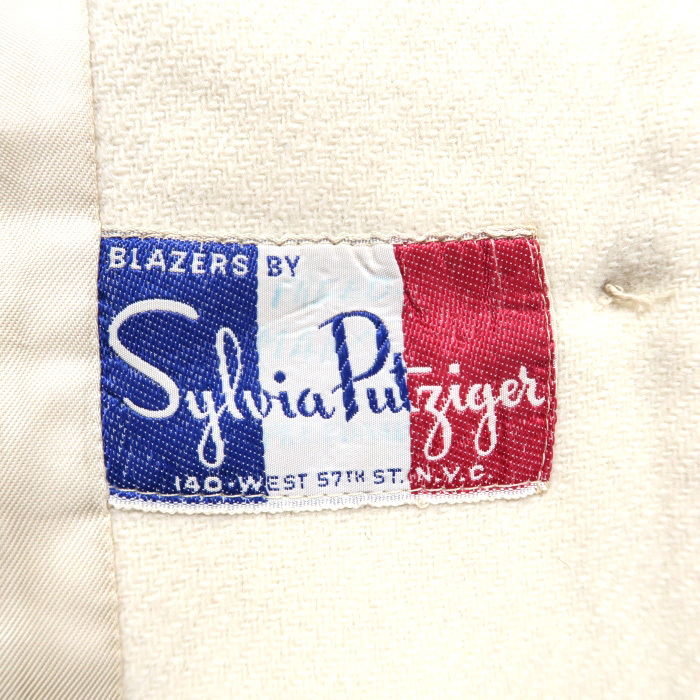 BLAZERS BY
Sylvia Putziger
140·WEST 57TH ST. N.Y.C.